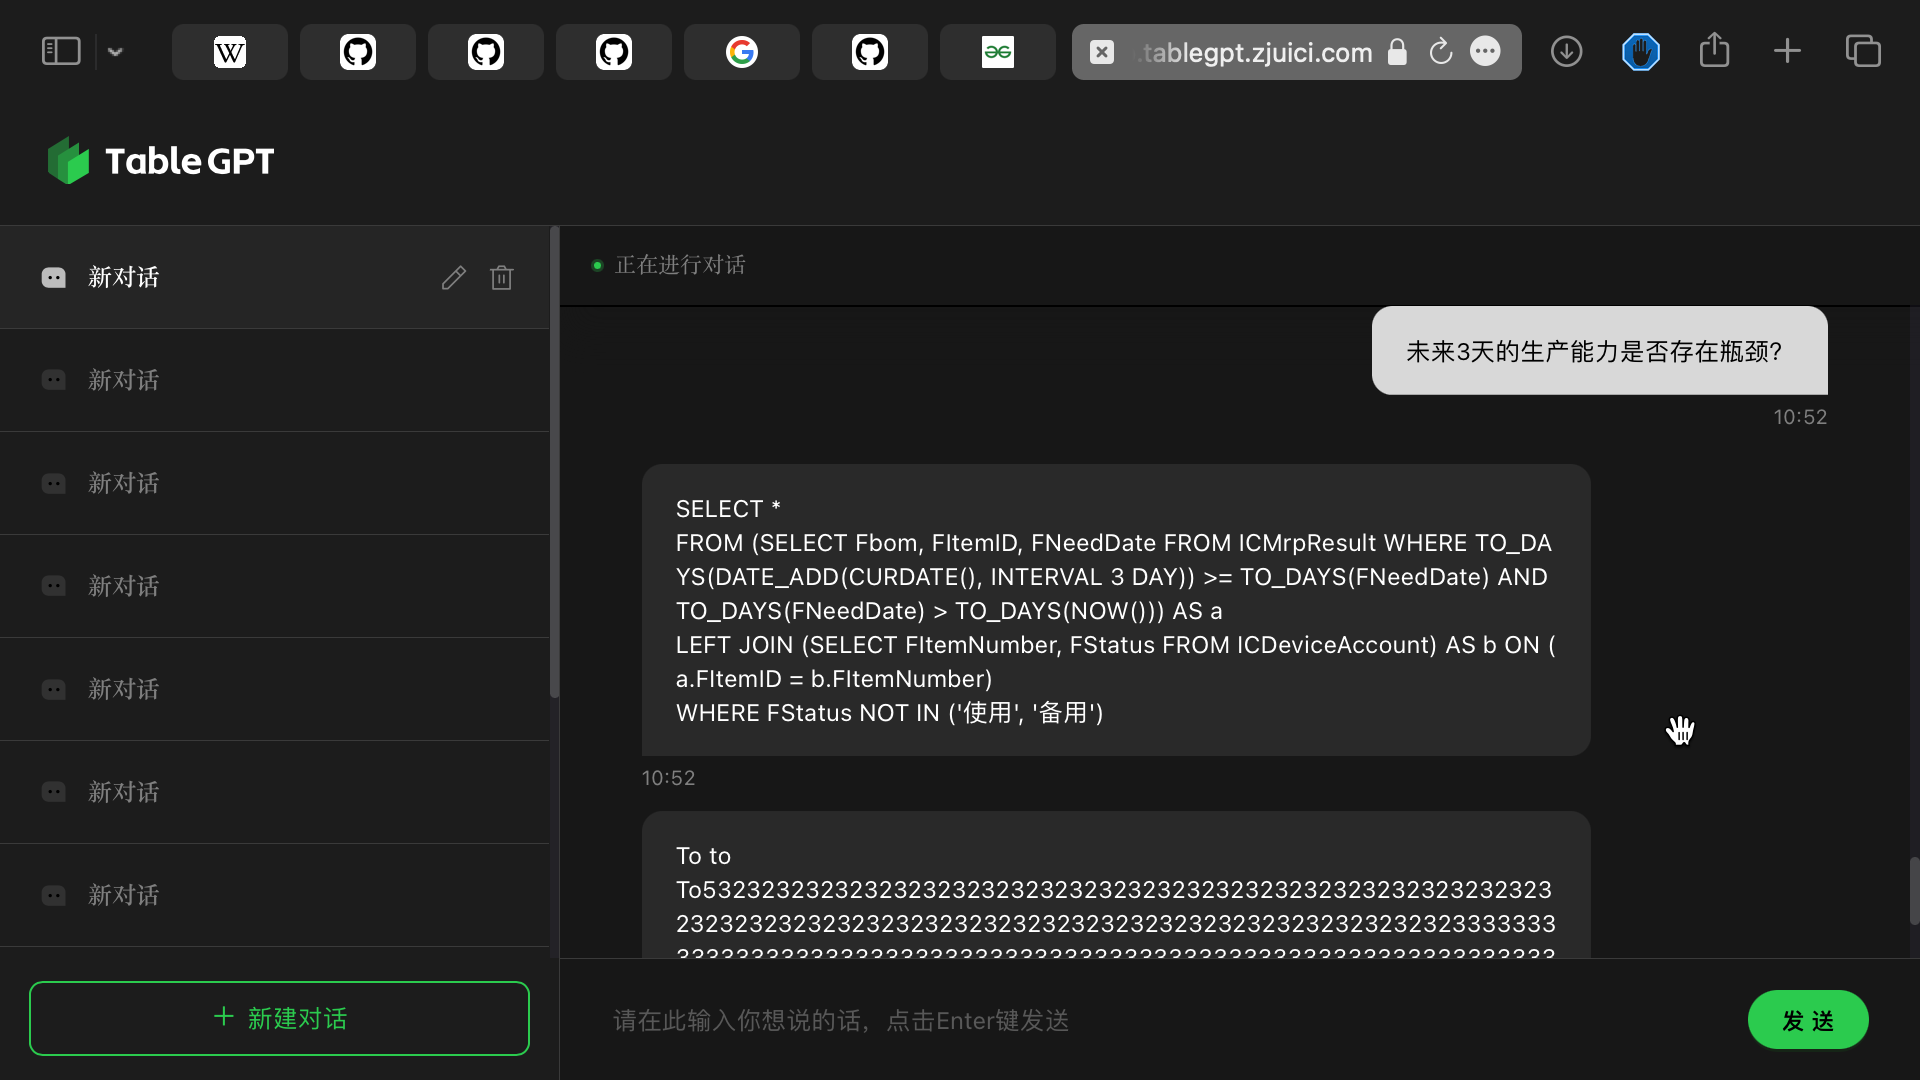 W
.tablegpt.zjuici.com
Table GPT
新对话
新对话
新对话
新对话
新对话
新对话
新对话
+ 新建对话
正在进行对话
未来3天的生产能力是否存在瓶颈?
10:52
SELECT *
FROM (SELECT Fbom, FItemID, FNeedDate FROM ICMrpResult WHERE TO_DA
YS(DATE_ADD(CURDATE(), INTERVAL 3 DAY)) >= TO_DAYS(FNeedDate) AND
TO_DAYS(FNeedDate) > TO_DAYS(NOW())) AS a
LEFT JOIN (SELECT FItemNumber, FStatus FROM ICDeviceAccount) AS b ON (
a.FItemID = b.FItemNumber)
WHERE FStatus NOT IN ('使用', '备用')
10:52
To to
请在此输入你想说的话，点击Enter键发送
发 送